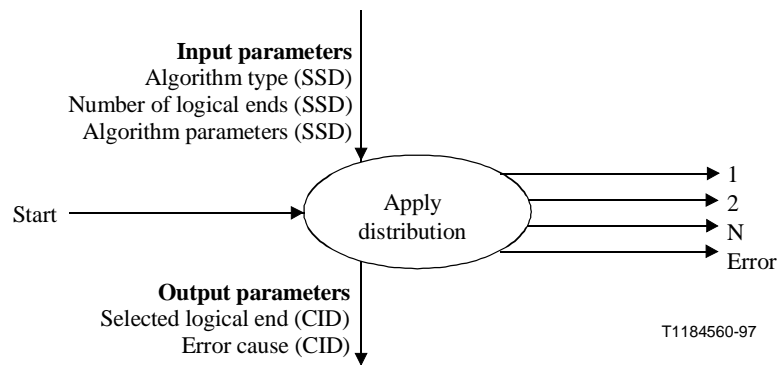 Input parameters
Algorithm type (SSD)
Number of logical ends (SSD)
Algorithm parameters (SSD)
Start
Apply
distribution
1
2
N
Error
Output parameters
Selected logical end (CID)
Error cause (CID)
T1184560-97